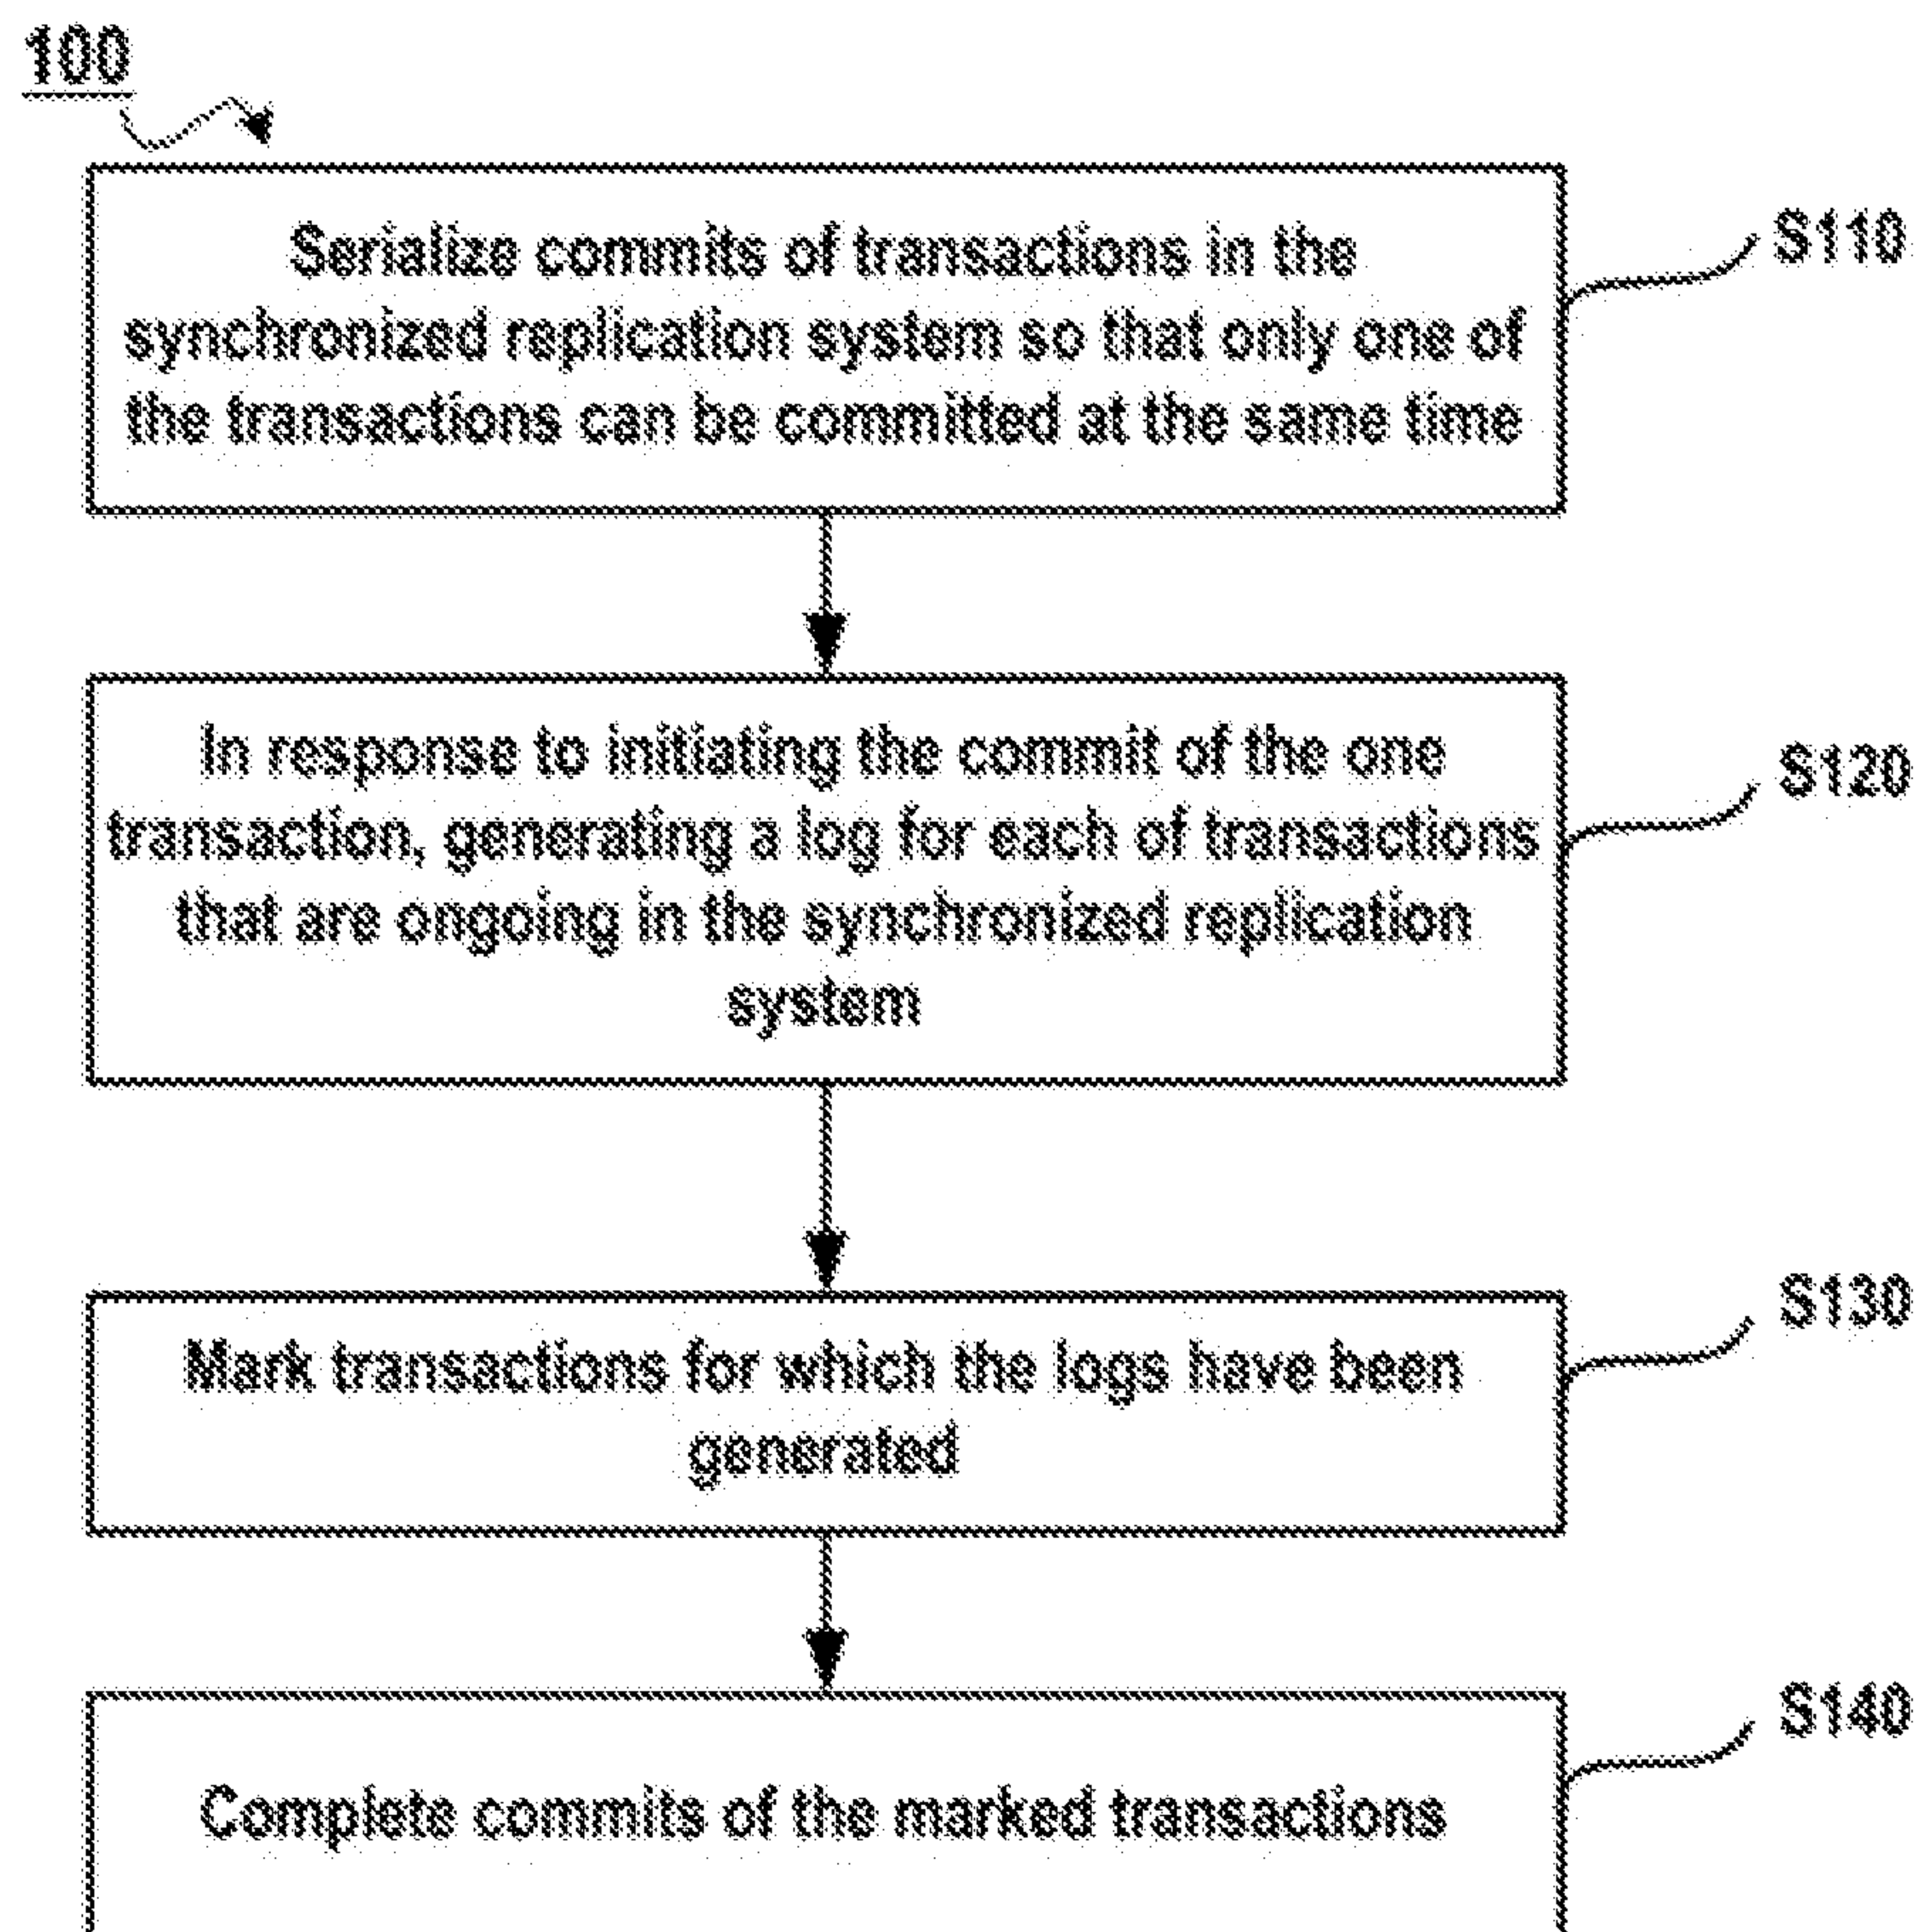 100
Serialize commits of transactions in the
synchronized replication system so that only one of
the transactions can be committed at the same time
S110
In response to initiating the commit of the one
transaction, generating a log for each of transactions
that are ongoing in the synchronized replication
system
S120
Mark transactions for which the logs have been
generated
S130
Complete commits of the marked transactions
S140